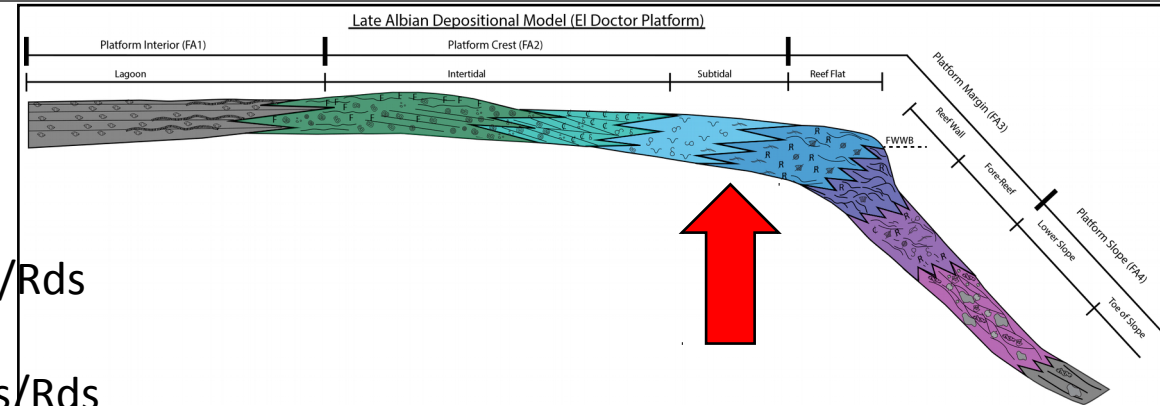 Late Albian Depositional Model (El Doctor Platform)
Platform Interior (FA1)
Platform Crest (FA2)
Platform Margin (FA3)
Platform Slope (FA4)
Lagoon
Intertidal
Subtidal
Reef Flat
Reef Wall
Fore-Reef
Lower Slope
Toe of Slope
FWWB
/Rds
s/Rds